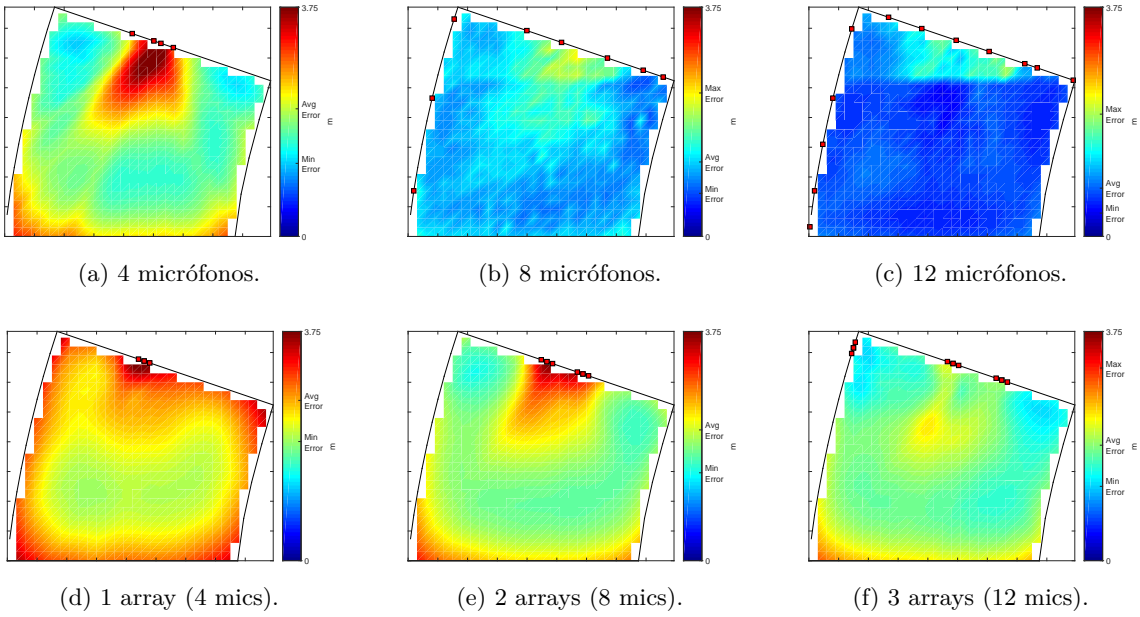 3.75
Avg
Error
Min
Error
0
m
(a) 4 micrófonos.
3.75
Max
Error
Avg
Error
Min
Error
0
m
(b) 8 micrófonos.
3.75
Max
Error
Avg
Error
Min
Error
0
m
(c) 12 micrófonos.
3.75
Avg
Error
Min
Error
0
m
(d) 1 array (4 mics).
3.75
Avg
Error
Min
Error
0
m
(e) 2 arrays (8 mics).
3.75
Max
Error
Avg
Error
Min
Error
0
m
(f) 3 arrays (12 mics).